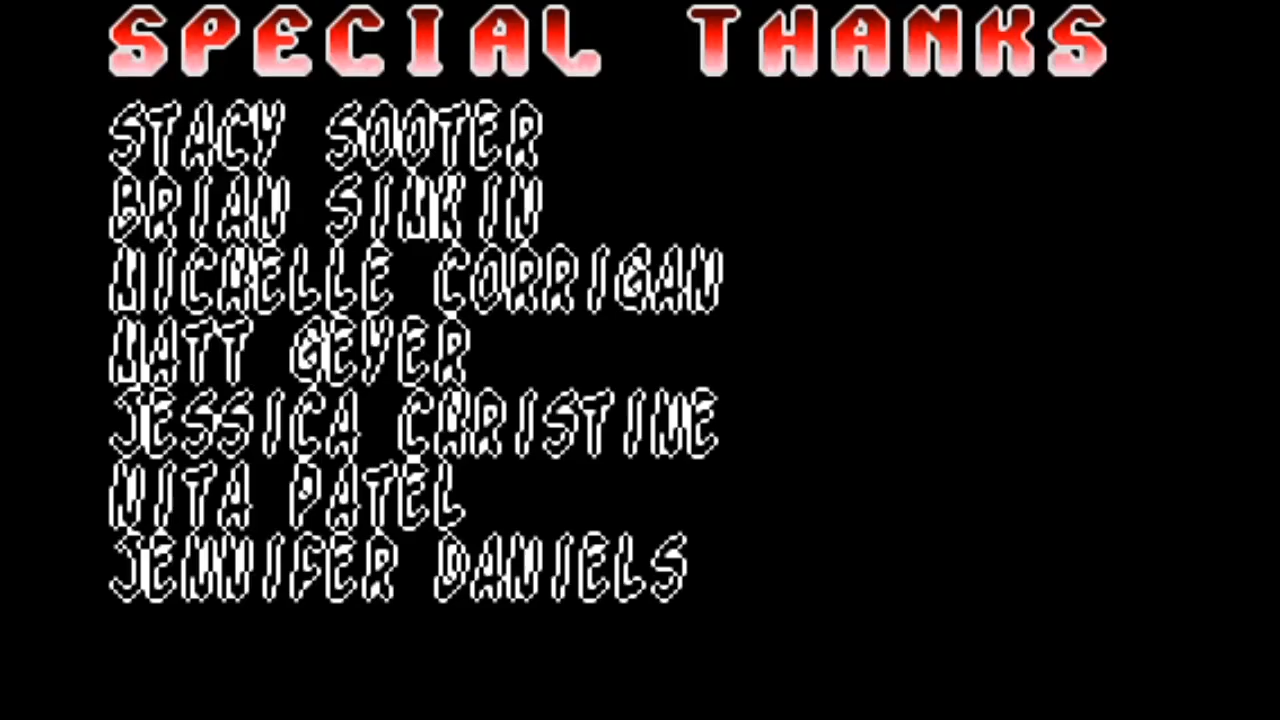 SPECIAL THANKS
STACY SOOTER
BRIAN SINKIN
MICHELLE CORRIGAN
MATT GEYER
JESSICA CHRISTINE
NITA PATEL
JENNIFER DANIELS